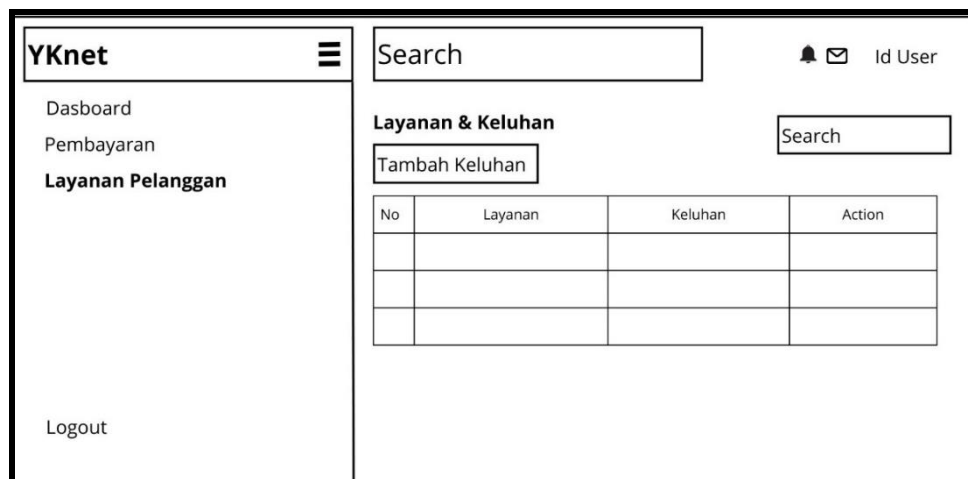 YKnet
Dasboard
Pembayaran
Layanan Pelanggan
Logout
Search
Id User
Layanan & Keluhan
Search
Tambah Keluhan
No Layanan Keluhan Action